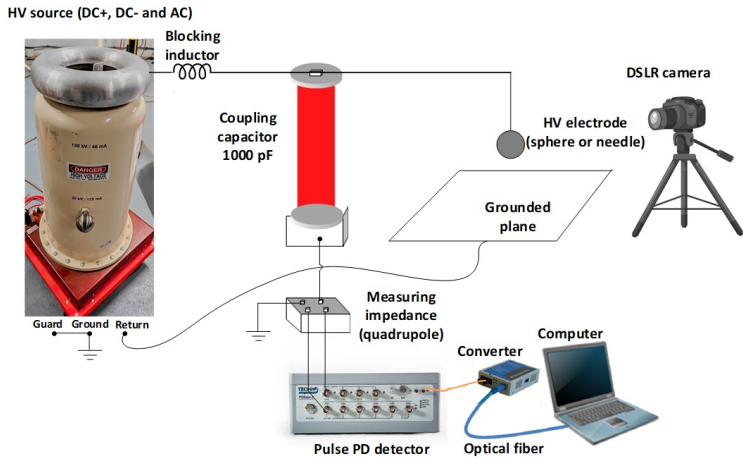 HV source (DC+, DC- and AC)
Blocking
inductor
DSLR camera
Coupling
capacitor
1000 pF
HV electrode
(sphere or needle)
DANGER
HIGH VOLTAGE
Grounded
plane
Measuring
impedance
(quadrupole)
Guard Ground Return
Converter
Computer
Pulse PD detector
Optical fiber